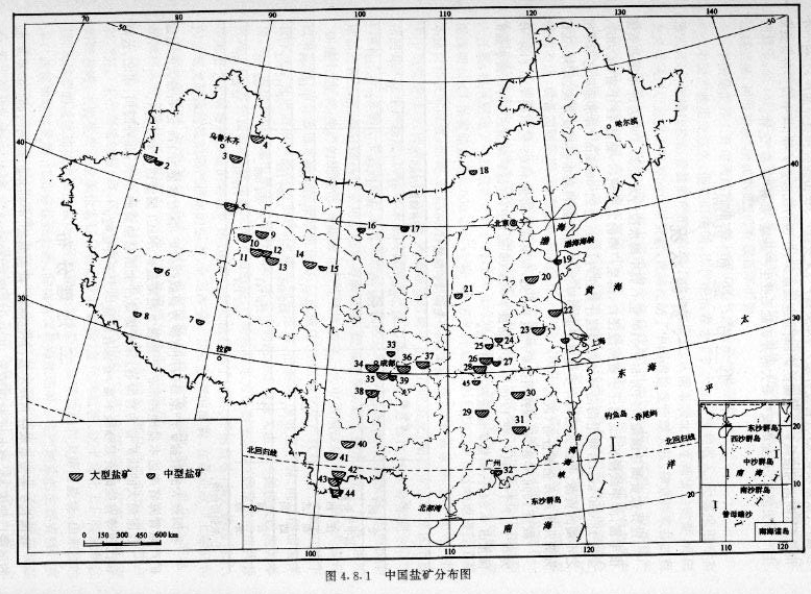 70
80
90
100
110
120
130
140
50
50
40
40
30
30
20
20
乌鲁木齐
哈尔滨
北京
渤
海
渤海海峡
黄
海
上海
东
海
太
平
洋
拉萨
成都
广州
钓鱼岛
赤尾屿
台
湾
海
峡
北回归线
北回归线
东沙群岛
北部湾
南
海
1
2
3
4
5
6
7
8
9
10
11
12
13
14
15
16
17
18
19
20
21
22
23
24
25
26
27
28
29
30
31
32
33
34
35
36
37
38
39
40
41
42
43
44
45
大型盐矿
中型盐矿
0 150 300 450 600 km
100
110
120
东沙群岛
西沙群岛
中沙群岛
南 海
南沙群岛
曾母暗沙
南海诸岛
20
10
110
120
图 4.8.1 中国盐矿分布图